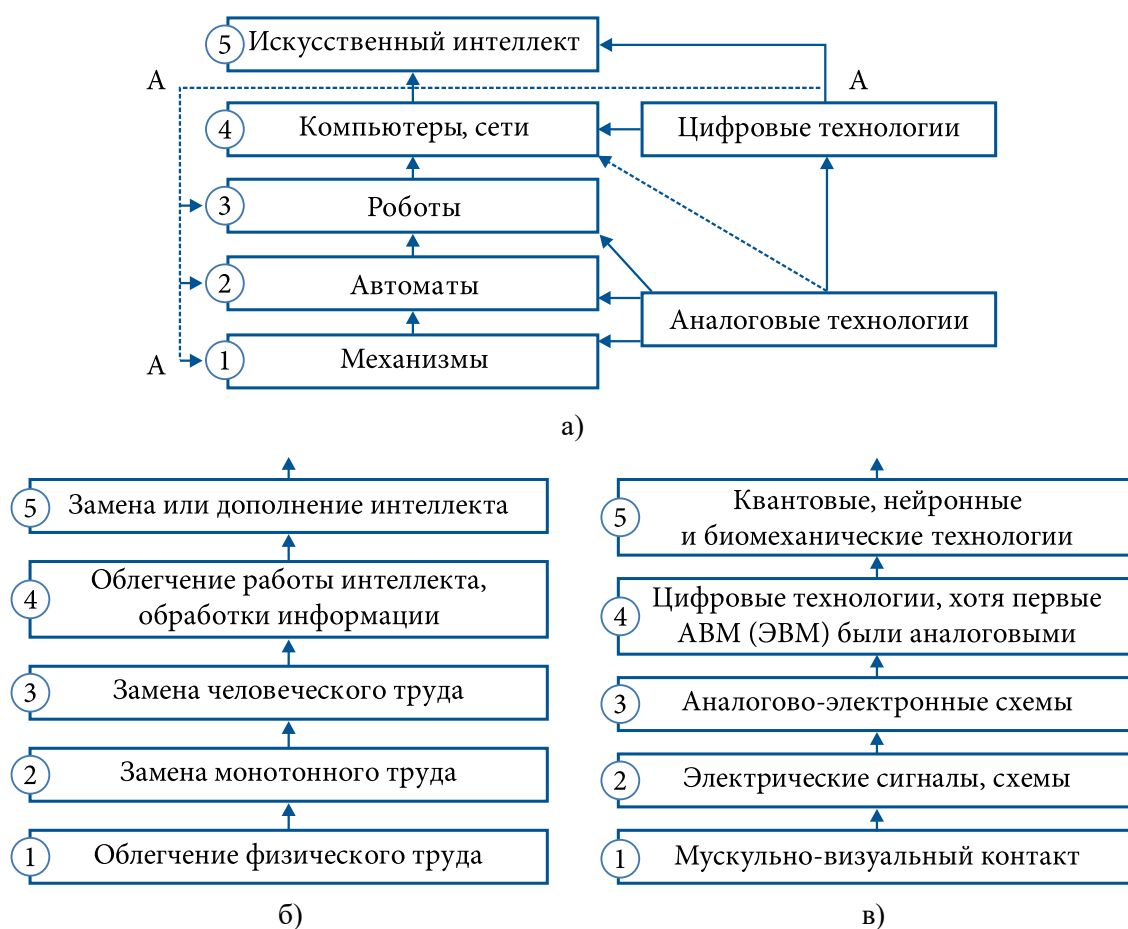 5 Искусственный интеллект
А
А
4 Компьютеры, сети
Цифровые технологии
3 Роботы
2 Автоматы
Аналоговые технологии
А
1 Механизмы
а)
5 Замена или дополнение интеллекта
4 Облегчение работы интеллекта,
обработки информации
3 Замена человеческого труда
2 Замена монотонного труда
1 Облегчение физического труда
б)
5 Квантовые, нейронные
и биомеханические технологии
4 Цифровые технологии, хотя первые
АВМ (ЭВМ) были аналоговыми
3 Аналогово-электронные схемы
2 Электрические сигналы, схемы
1 Мускульно-визуальный контакт
в)